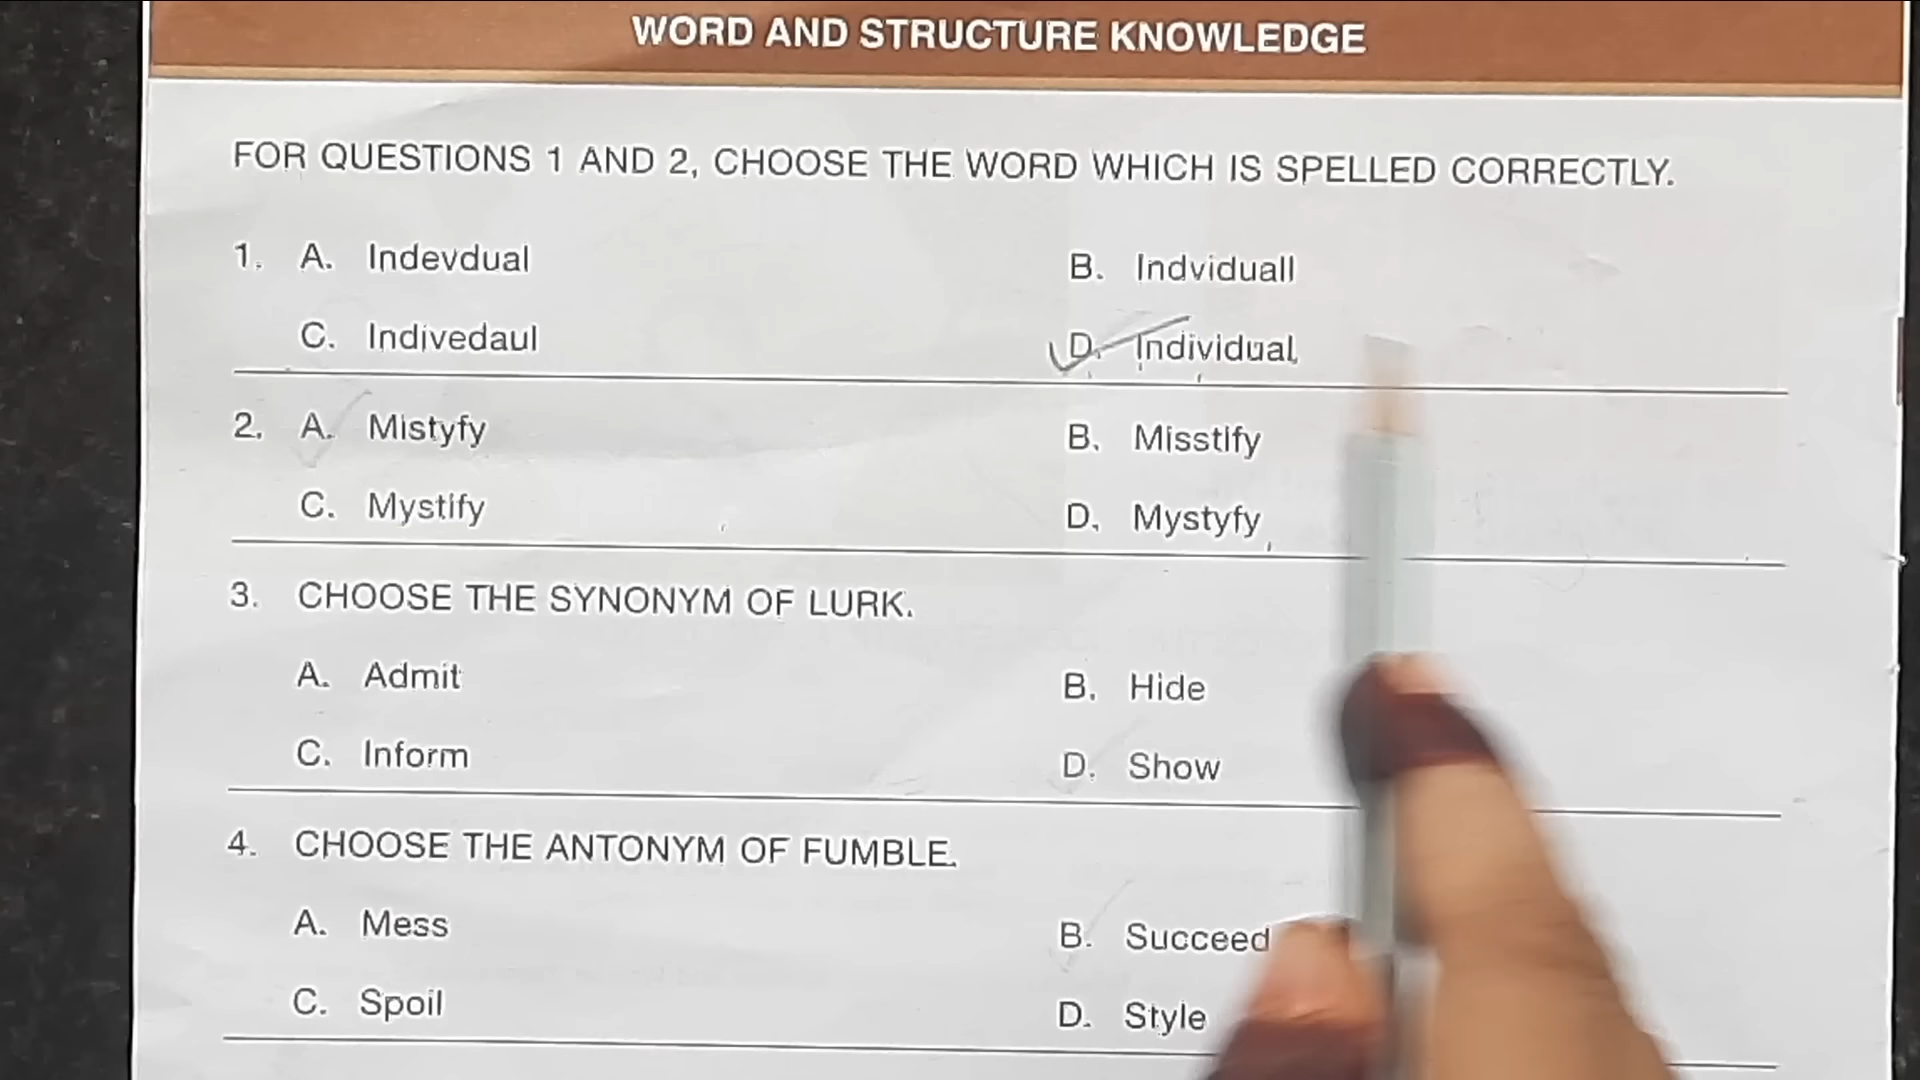 WORD AND STRUCTURE KNOWLEDGE
FOR QUESTIONS 1 AND 2, CHOOSE THE WORD WHICH IS SPELLED CORRECTLY.
1. A. Indevdual B. Indviduall
C. Indivedaul D. Individual
2. A. Mistyfy B. Misstify
C. Mystify D. Mystyfy
3. CHOOSE THE SYNONYM OF LURK.
A. Admit B. Hide
C. Inform D. Show
4. CHOOSE THE ANTONYM OF FUMBLE.
A. Mess B. Succeed
C. Spoil D. Style